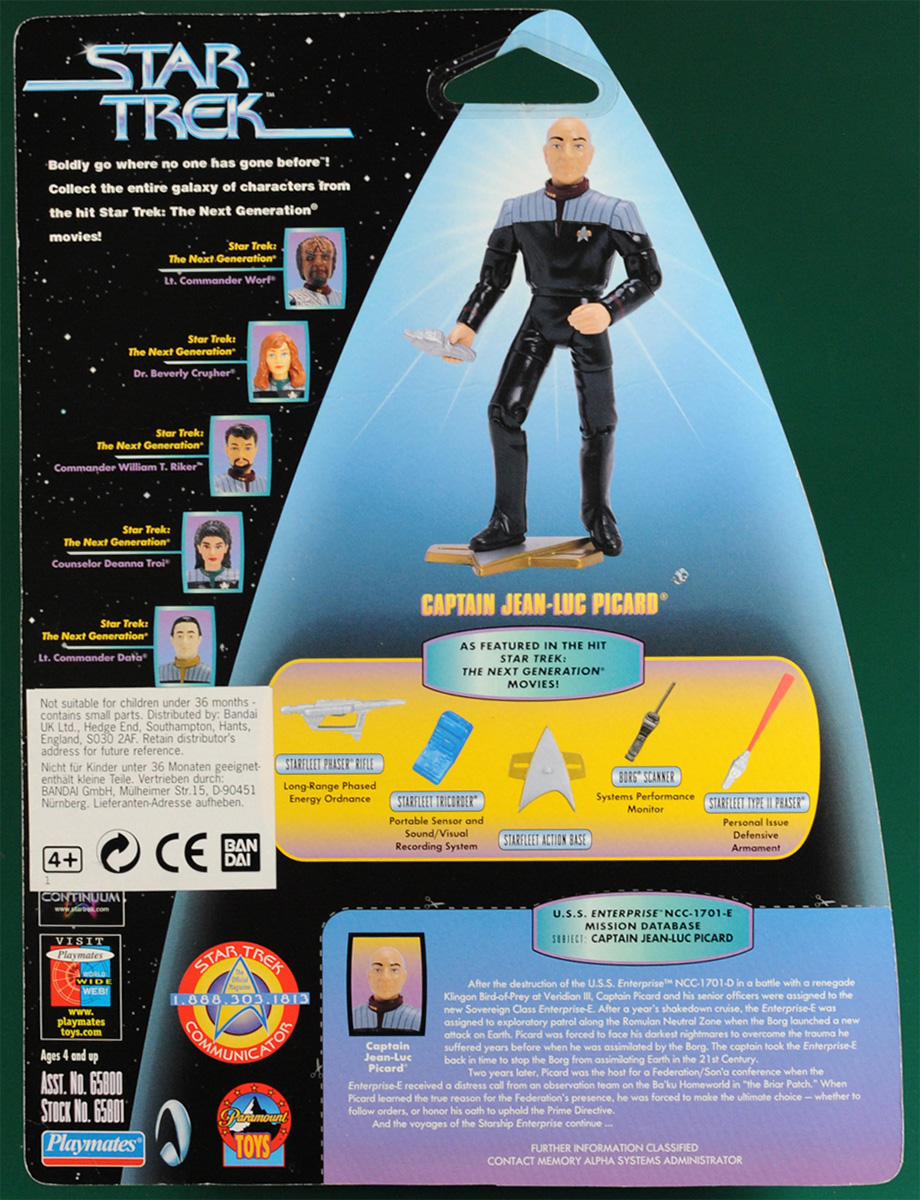 STAR
TREK™
Boldly go where no one has gone before™!
Collect the entire galaxy of characters from
the hit Star Trek: The Next Generation®
movies!
Star Trek:
The Next Generation®
Lt. Commander Worf®
Star Trek:
The Next Generation®
Dr. Beverly Crusher®
Star Trek:
The Next Generation®
Commander William T. Riker™
Star Trek:
The Next Generation®
Counselor Deanna Troi®
Star Trek:
The Next Generation®
Lt. Commander Data®
CAPTAIN JEAN-LUC PICARD®
AS FEATURED IN THE HIT
STAR TREK:
THE NEXT GENERATION®
MOVIES!
STARFLEET PHASER™ RIFLE
Long-Range Phased
Energy Ordnance
STARFLEET TRICORDER™
Portable Sensor and
Sound/Visual
Recording System
STARFLEET ACTION BASE
BORG™ SCANNER
Systems Performance
Monitor
STARFLEET TYPE II PHASER™
Personal Issue
Defensive
Armament
Not suitable for children under 36 months -
contains small parts. Distributed by: Bandai
UK Ltd., Hedge End, Southampton, Hants,
England, S030 2AF. Retain distributor's
address for future reference.
Nicht für Kinder unter 36 Monaten geeignet-
enthält kleine Teile. Vertrieben durch:
BANDAI GmbH, Mülheimer Str.15, D-90451
Nürnberg. Lieferanten-Adresse aufheben.
4+
CE
BAN
DAI
1
CONTINUUM
www.startrek.com
VISIT
Playmates
WORLD
WIDE
WEB!
www.
playmates
toys.com
Ages 4 and up
Asst. No. 65800
Stock No. 65801
Playmates®
STAR TREK
The
Official
Magazine
1.888.303.1813
COMMUNICATOR
Paramount
TOYS
U.S.S. ENTERPRISE™ NCC-1701-E
MISSION DATABASE
SUBJECT: CAPTAIN JEAN-LUC PICARD
Captain
Jean-Luc
Picard®
After the destruction of the U.S.S. Enterprise™ NCC-1701-D in a battle with a renegade
Klingon Bird-of-Prey at Veridian III, Captain Picard and his senior officers were assigned to the
new Sovereign Class Enterprise-E. After a year's shakedown cruise, the Enterprise-E was
assigned to exploratory patrol along the Romulan Neutral Zone when the Borg launched a new
attack on Earth. Picard was forced to face his darkest nightmares to overcome the trauma he
suffered years before when he was assimilated by the Borg. The captain took the Enterprise-E
back in time to stop the Borg from assimilating Earth in the 21st Century.
Two years later, Picard was the host for a Federation/Son'a conference when the
Enterprise-E received a distress call from an observation team on the Ba'ku Homeworld in "the Briar Patch." When
Picard learned the true reason for the Federation's presence, he was forced to make the ultimate choice — whether to
follow orders, or honor his oath to uphold the Prime Directive.
And the voyages of the Starship Enterprise continue ...
FURTHER INFORMATION CLASSIFIED
CONTACT MEMORY ALPHA SYSTEMS ADMINISTRATOR